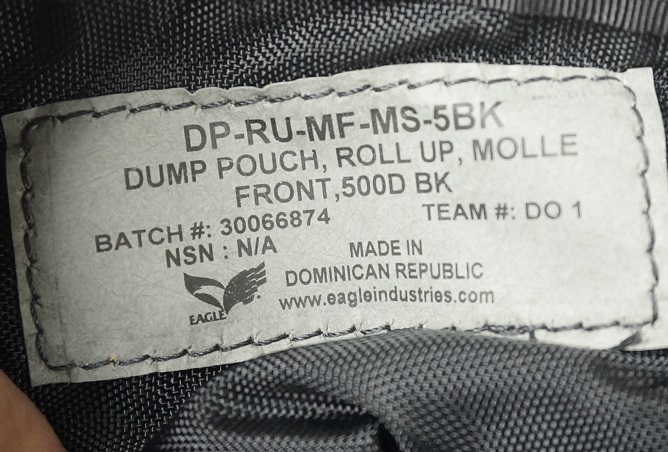 DP-RU-MF-MS-5BK
DUMP POUCH, ROLL UP, MOLLE
FRONT,500D BK
BATCH #: 30066874 TEAM #: DO 1
NSN : N/A
MADE IN
DOMINICAN REPUBLIC
www.eagleindustries.com
EAGLE